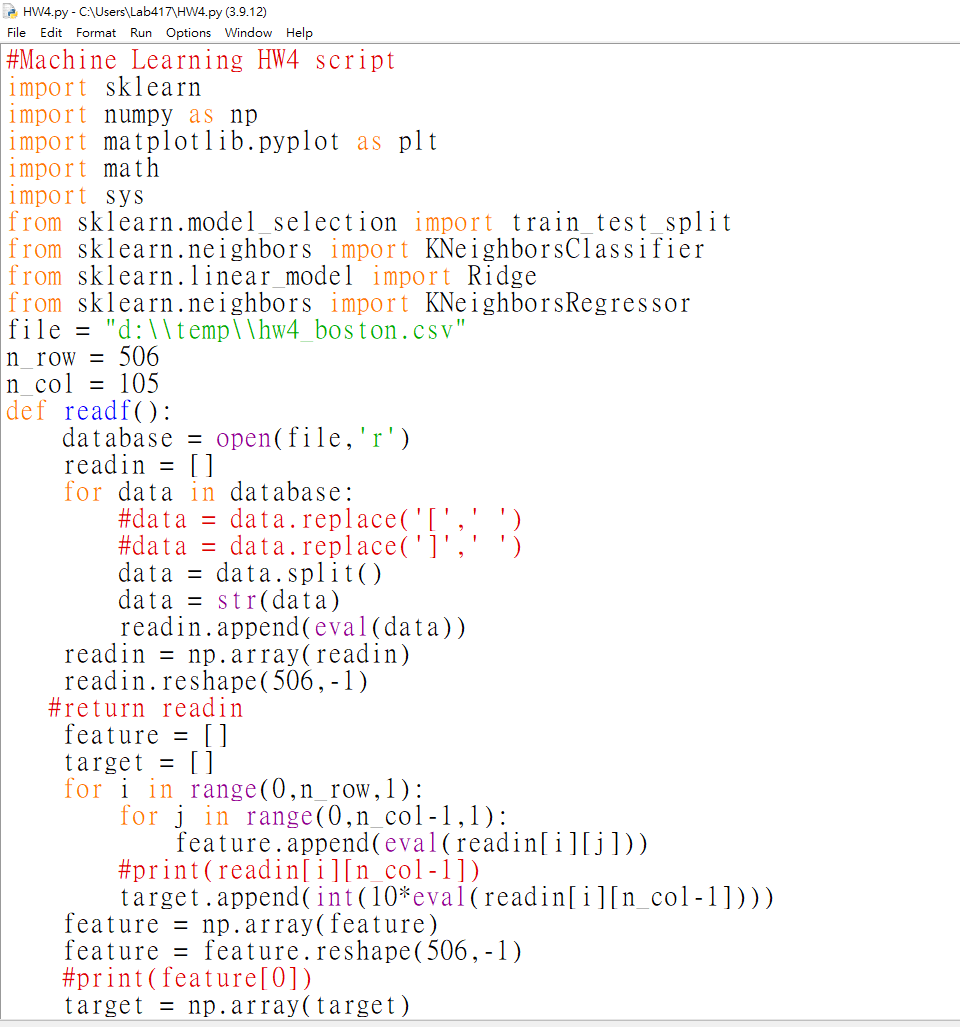 HW4.py - C:\Users\Lab417\HW4.py (3.9.12)
File Edit Format Run Options Window Help
#Machine Learning HW4 script
import sklearn
import numpy as np
import matplotlib.pyplot as plt
import math
import sys
from sklearn.model_selection import train_test_split
from sklearn.neighbors import KNeighborsClassifier
from sklearn.linear_model import Ridge
from sklearn.neighbors import KNeighborsRegressor
file = "d:\\temp\\hw4_boston.csv"
n_row = 506
n_col = 105
def readf():
    database = open(file,'r')
    readin = []
    for data in database:
        #data = data.replace('[',' ')
        #data = data.replace(']',' ')
        data = data.split()
        data = str(data)
        readin.append(eval(data))
    readin = np.array(readin)
    readin.reshape(506,-1)
   #return readin
    feature = []
    target = []
    for i in range(0,n_row,1):
        for j in range(0,n_col-1,1):
            feature.append(eval(readin[i][j]))
        #print(readin[i][n_col-1])
        target.append(int(10*eval(readin[i][n_col-1])))
    feature = np.array(feature)
    feature = feature.reshape(506,-1)
    #print(feature[0])
    target = np.array(target)